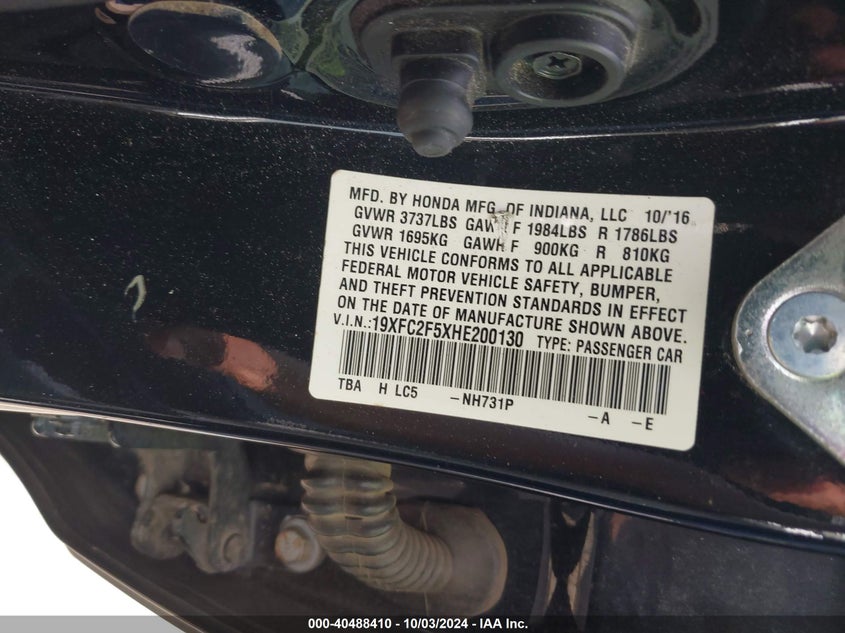 MFD. BY HONDA MFG. OF INDIANA, LLC 10/'16
GVWR 3737LBS GAWR F 1984LBS R 1786LBS
GVWR 1695KG GAWR F 900KG R 810KG
THIS VEHICLE CONFORMS TO ALL APPLICABLE
FEDERAL MOTOR VEHICLE SAFETY, BUMPER,
AND THEFT PREVENTION STANDARDS IN EFFECT
ON THE DATE OF MANUFACTURE SHOWN ABOVE.
V.I.N.:19XFC2F5XHE200130 TYPE: PASSENGER CAR
TBA H LC5 -NH731P -A -E
000-40488410 - 10/03/2024 - IAA Inc.